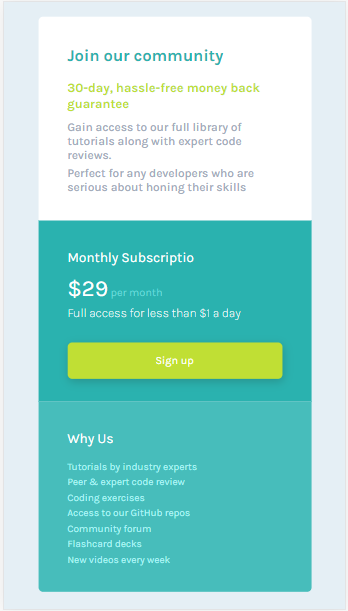 Join our community
30-day, hassle-free money back
guarantee
Gain access to our full library of
tutorials along with expert code
reviews.
Perfect for any developers who are
serious about honing their skills
Monthly Subscriptio
$29 per month
Full access for less than $1 a day
Sign up
Why Us
Tutorials by industry experts
Peer & expert code review
Coding exercises
Access to our GitHub repos
Community forum
Flashcard decks
New videos every week